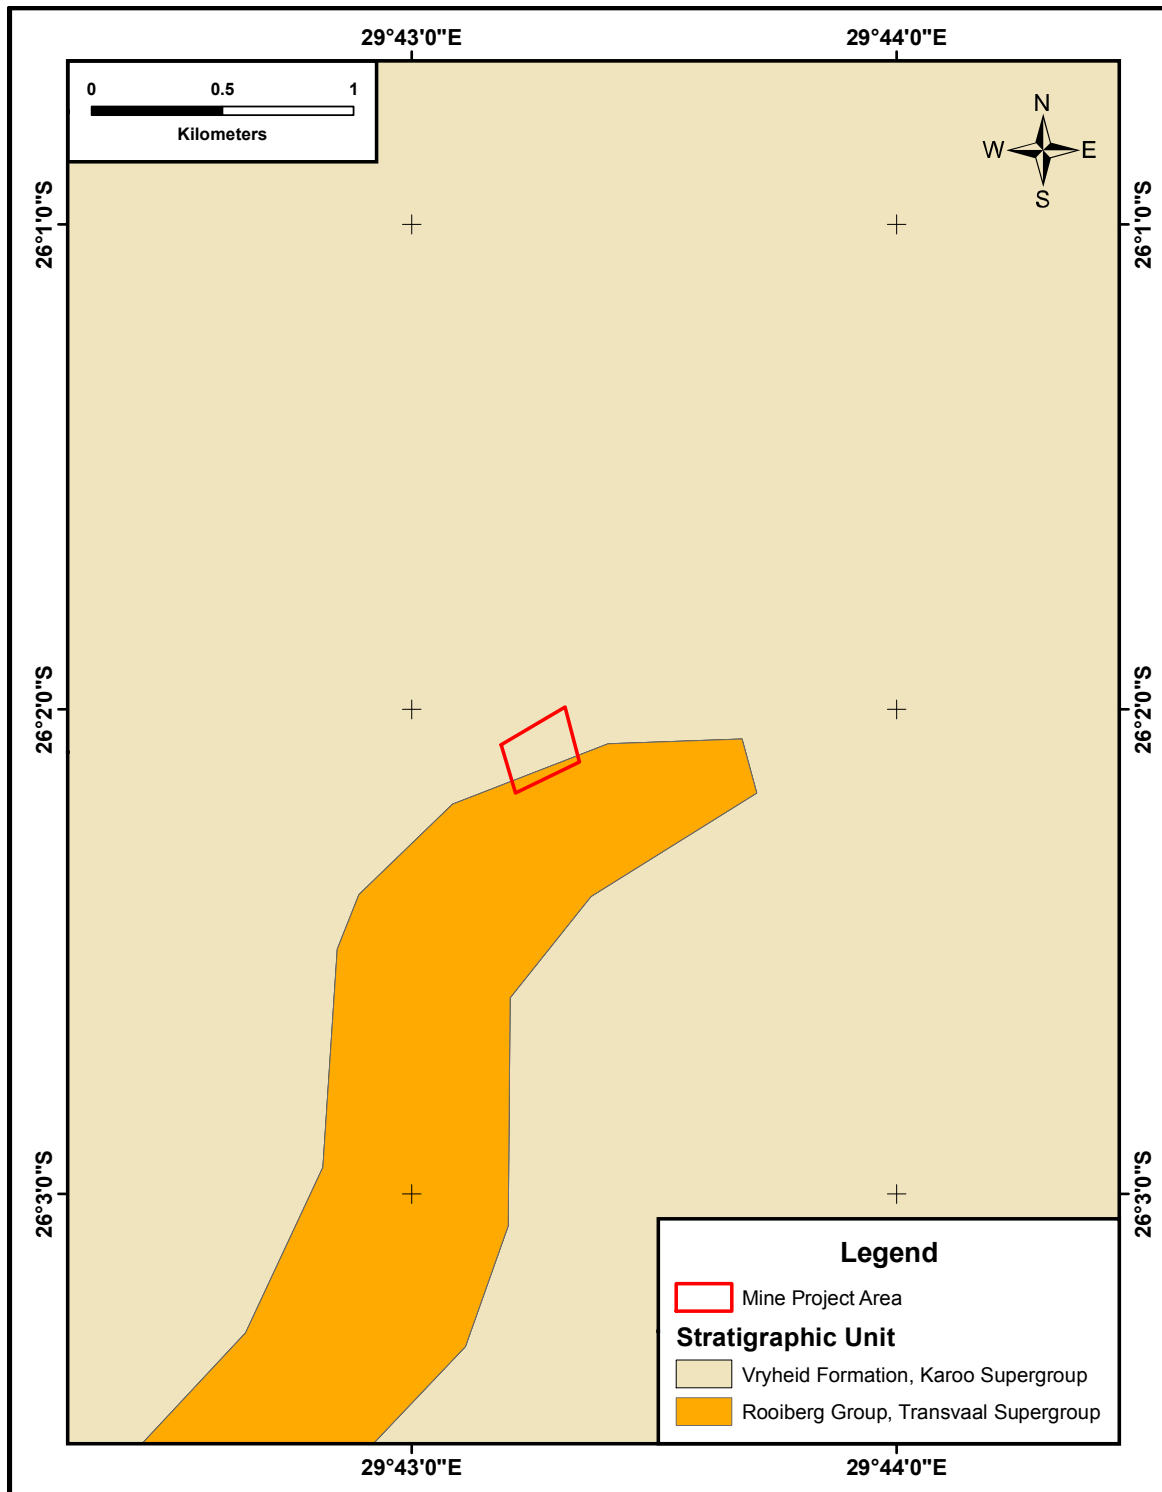 29°43'0"E
29°44'0"E
0
0.5
1
Kilometers
N
W
E
S
26°1'0"S
26°1'0"S
26°2'0"S
26°2'0"S
26°3'0"S
26°3'0"S
Legend
Mine Project Area
Stratigraphic Unit
Vryheid Formation, Karoo Supergroup
Rooiberg Group, Transvaal Supergroup
29°43'0"E
29°44'0"E